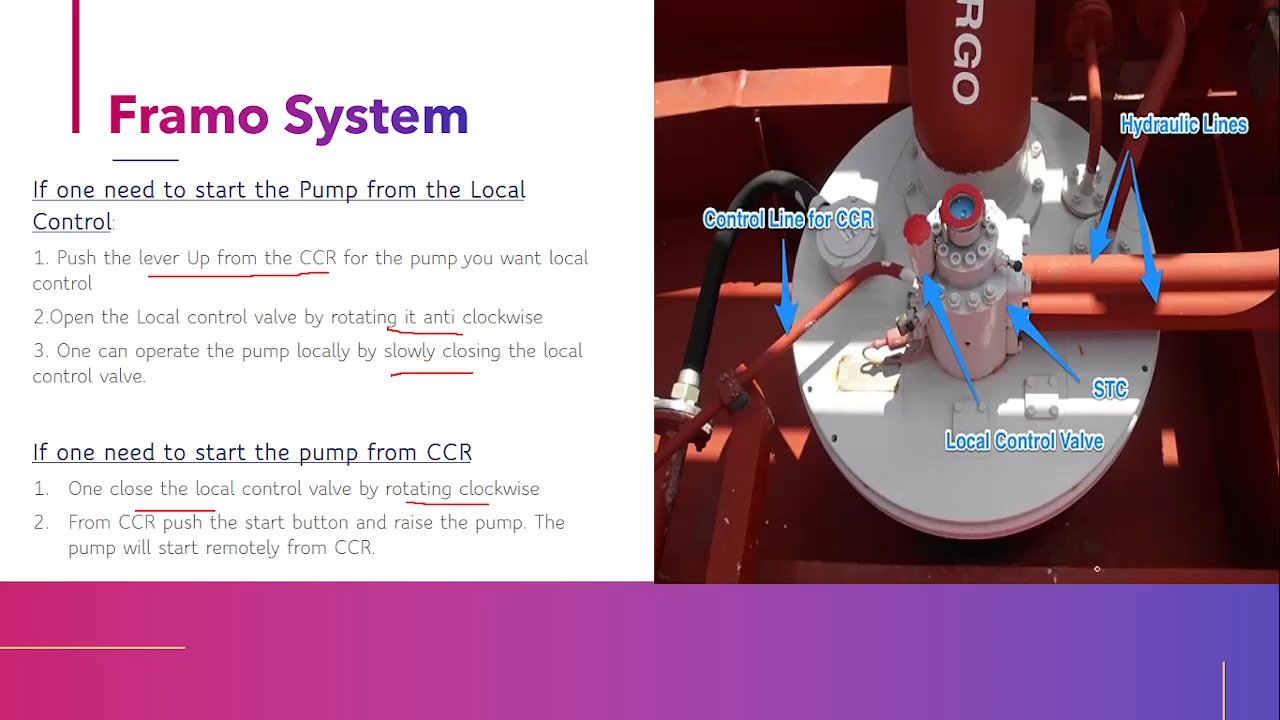 Framo System
If one need to start the Pump from the Local
Control:
1. Push the lever Up from the CCR for the pump you want local
control
2.Open the Local control valve by rotating it anti clockwise
3. One can operate the pump locally by slowly closing the local
control valve.
If one need to start the pump from CCR
1. One close the local control valve by rotating clockwise
2. From CCR push the start button and raise the pump. The
pump will start remotely from CCR.
RGO
Hydraulic Lines
Control Line for CCR
STC
Local Control Valve